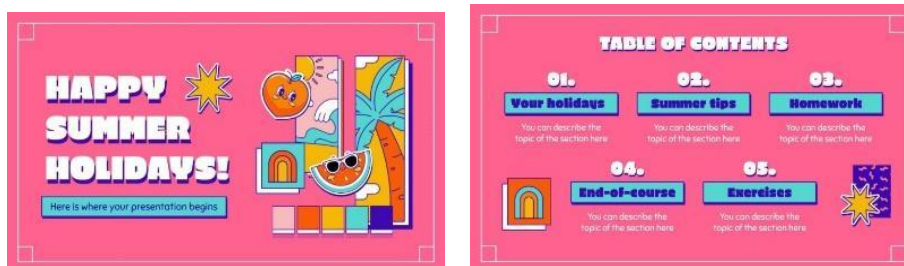 HAPPY
SUMMER
HOLIDAYS!
Here is where your presentation begins
TABLE OF CONTENTS
01.
02.
03.
Your holidays
Summer tips
Homework
You can describe the
topic of the section here
You can describe the
topic of the section here
You can describe the
topic of the section here
04.
05.
End-of-course
Exercises
You can describe the
topic of the section here
You can describe the
topic of the section here